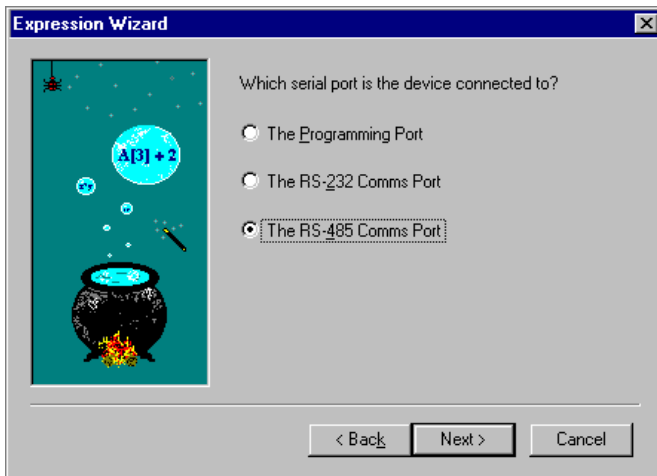 Expression Wizard
Which serial port is the device connected to?
A[3] + 2
The Programming Port
The RS-232 Comms Port
The RS-485 Comms Port
< Back
Next >
Cancel